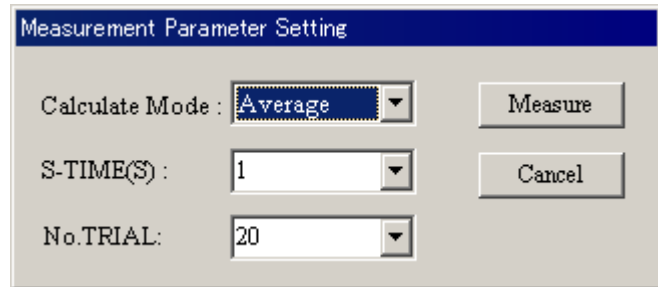 Measurement Parameter Setting
Calculate Mode : Average Measure
S-TIME(S) : 1 Cancel
No.TRIAL: 20